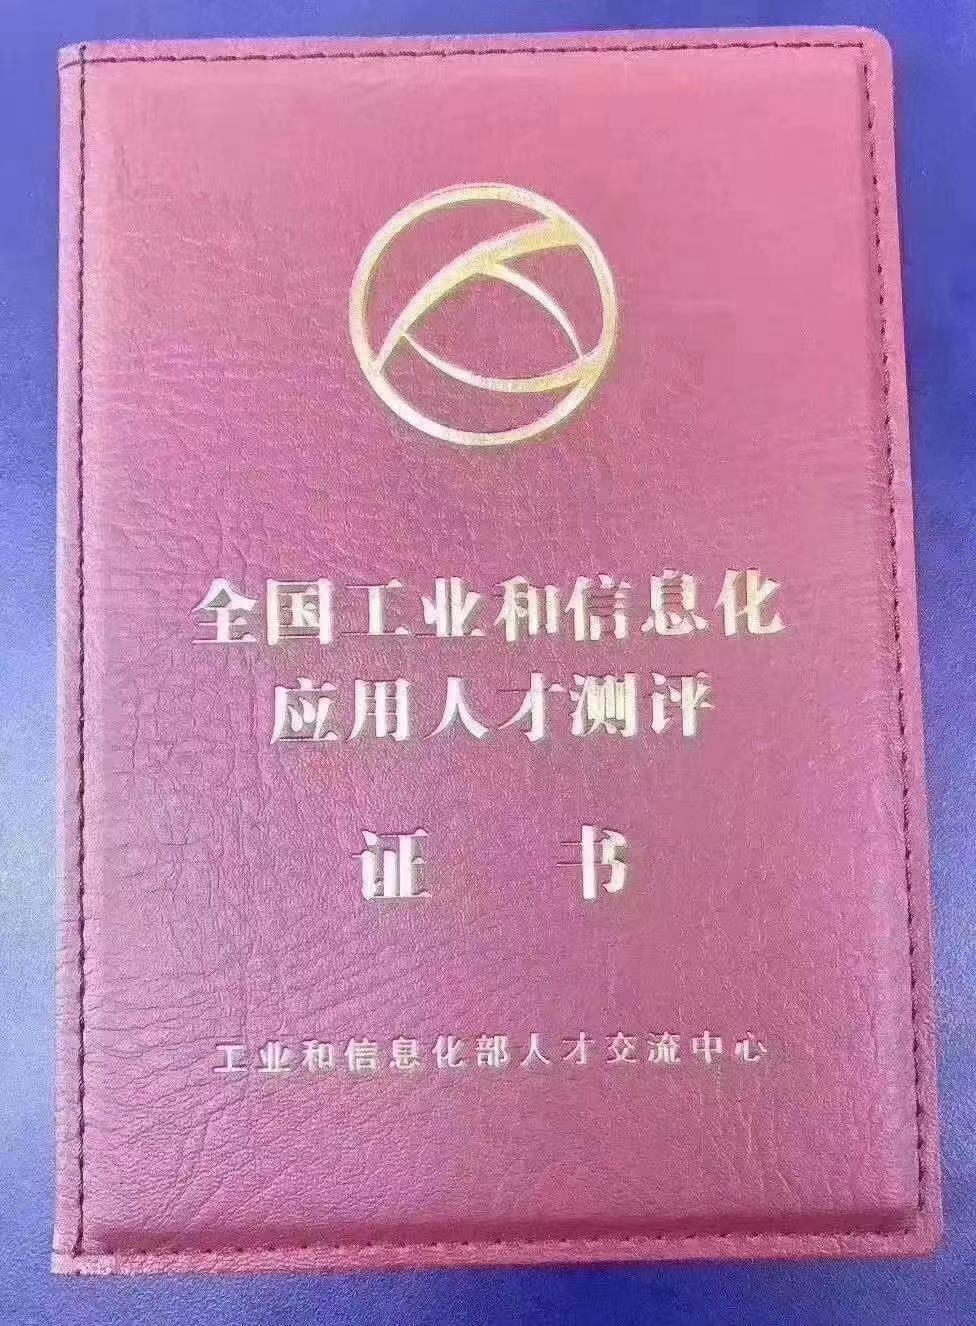 全国工业和信息化
应用人才测评
证书
工业和信息化部人才交流中心